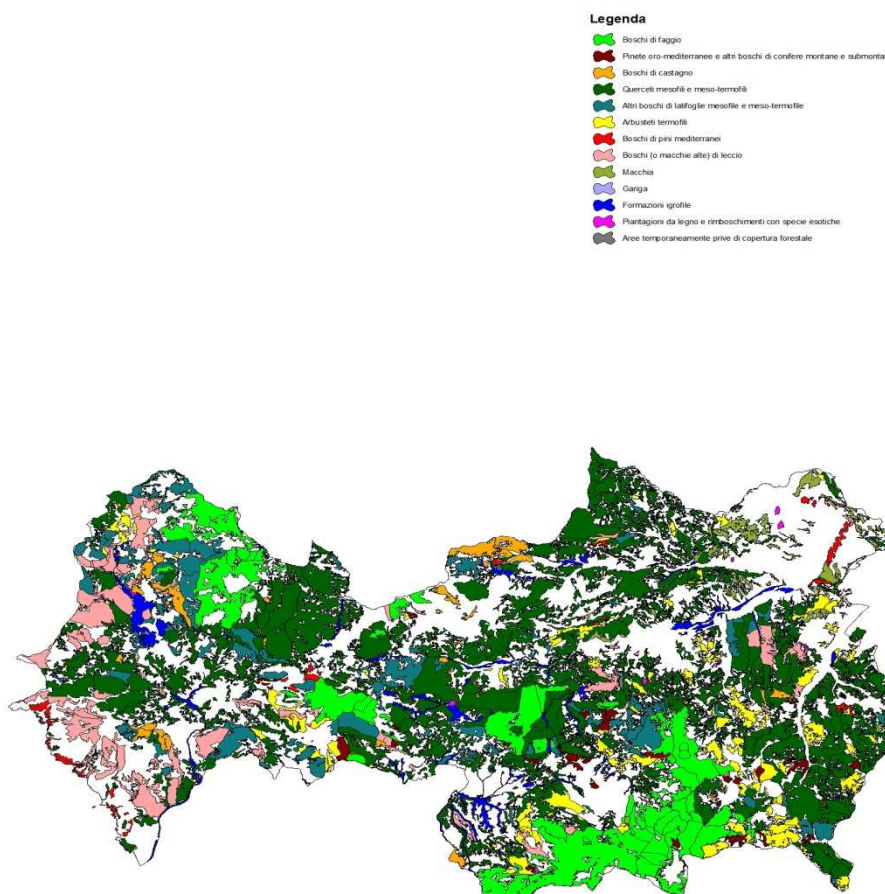 Legenda
Boschi di faggio
Pinete oro-mediterranee e altri boschi di conifere montane e submonta
Boschi di castagno
Querceti mesofili e meso-termofili
Altri boschi di latifoglie mesofile e meso-termofile
Arbusteti termofili
Boschi di pini mediterranei
Boschi (o macchie alte) di leccio
Macchia
Gariga
Formazioni igrofile
Piantagioni da legno e rimboschimenti con specie esotiche
Aree temporaneamente prive di copertura forestale